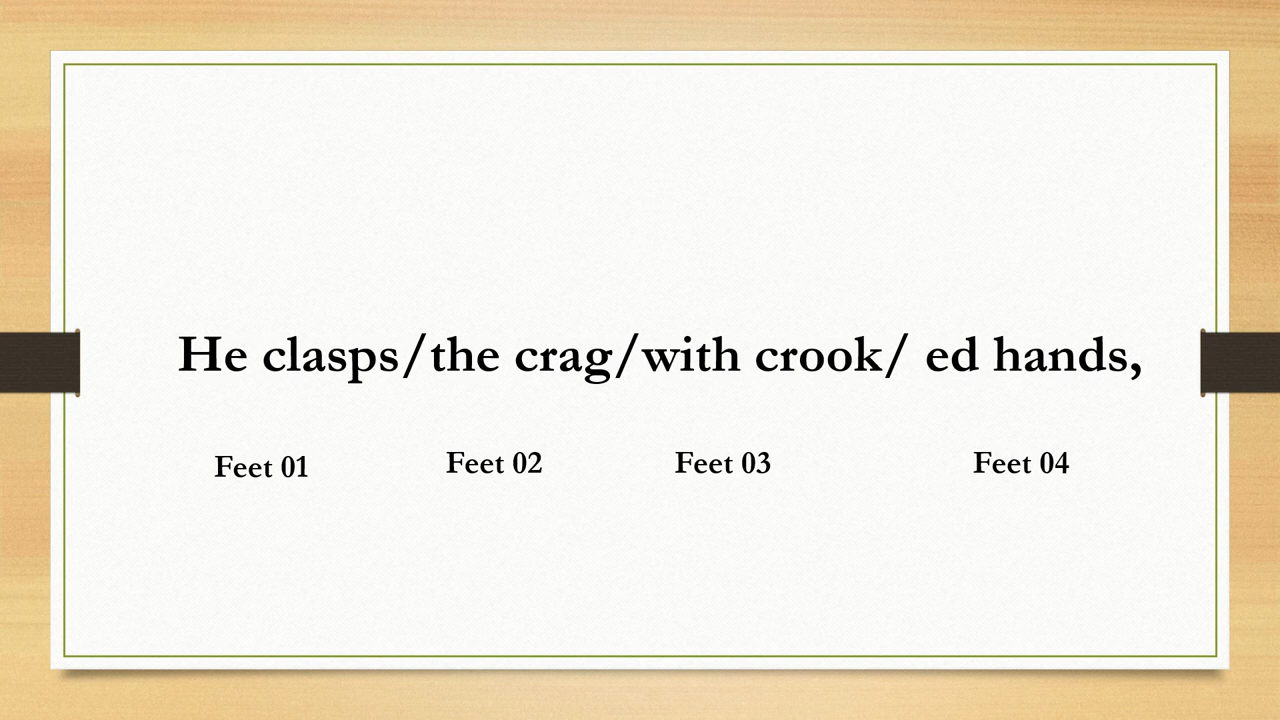 He clasps/the crag/with crook/ ed hands,
Feet 01 Feet 02 Feet 03 Feet 04